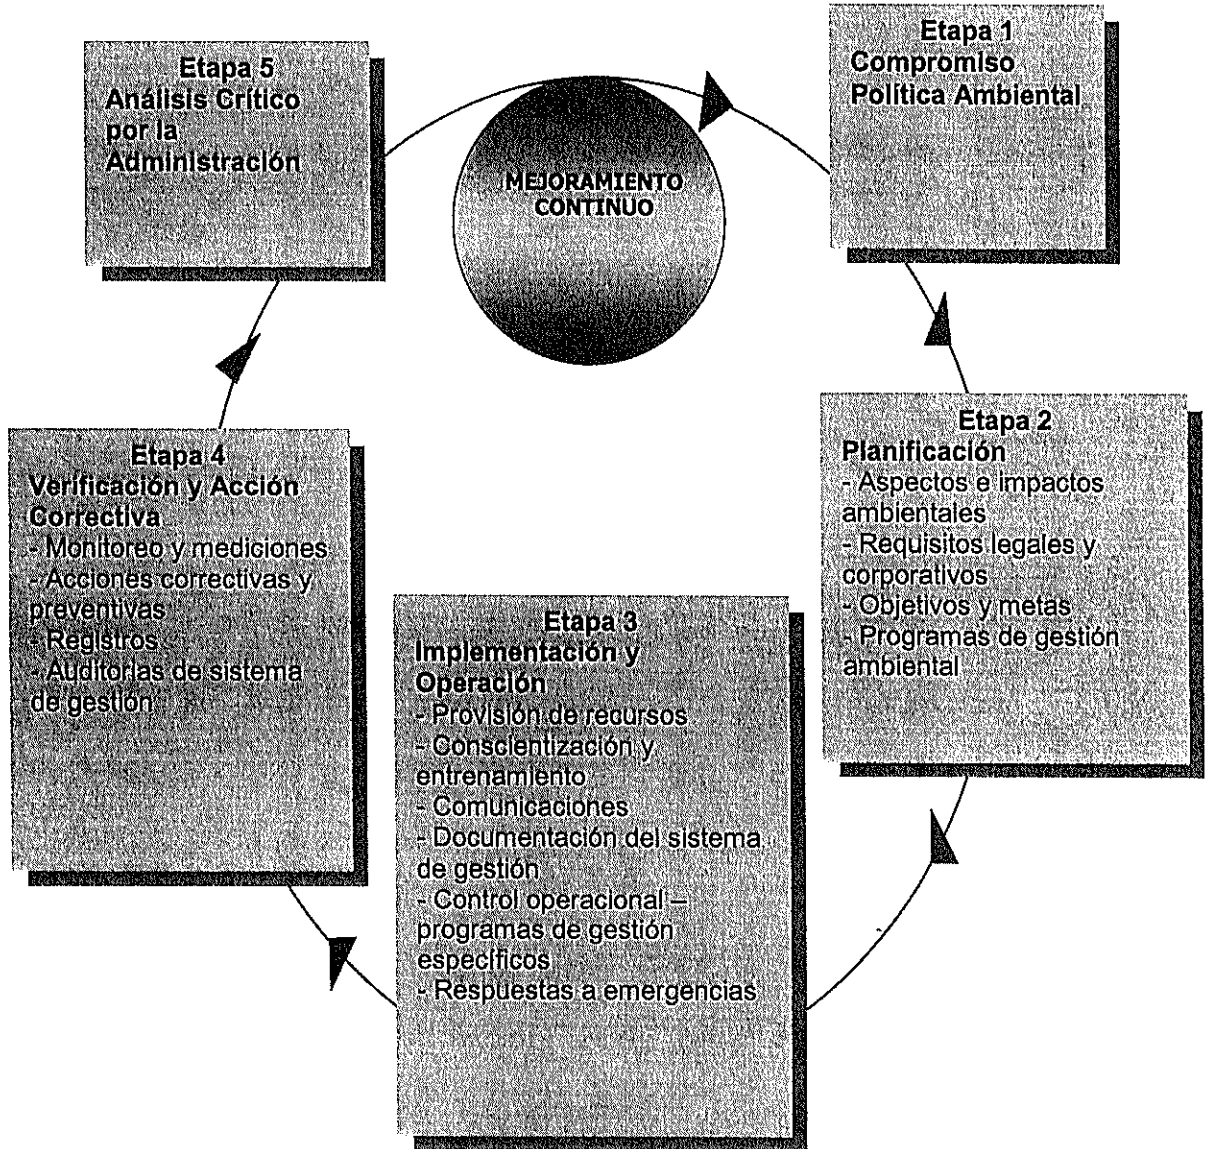 Etapa 1
Compromiso
Política Ambiental
Etapa 2
Planificación
- Aspectos e impactos
ambientales
- Requisitos legales y
corporativos
- Objetivos y metas
- Programas de gestión
ambiental
Etapa 3
Implementación y
Operación
- Provisión de recursos
- Conscientización y
entrenamiento
- Comunicaciones
- Documentación del sistema
de gestión
- Control operacional –
programas de gestión
específicos
- Respuestas a emergencias
Etapa 4
Verificación y Acción
Correctiva
- Monitoreo y mediciones
- Acciones correctivas y
preventivas
- Registros
- Auditorías de sistema
de gestión
Etapa 5
Análisis Crítico
por la
Administración
MEJORAMIENTO
CONTINUO